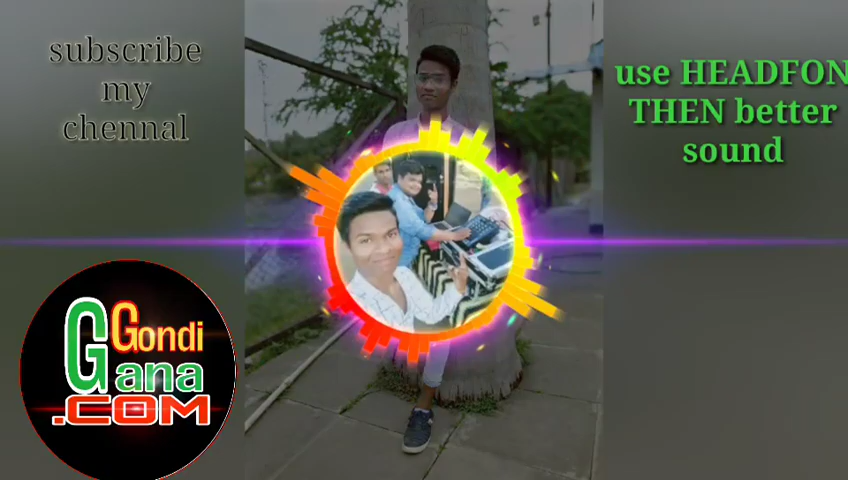 subscribe
my
chennal
use HEADFON
THEN better
sound
Gondi
Gana
.COM